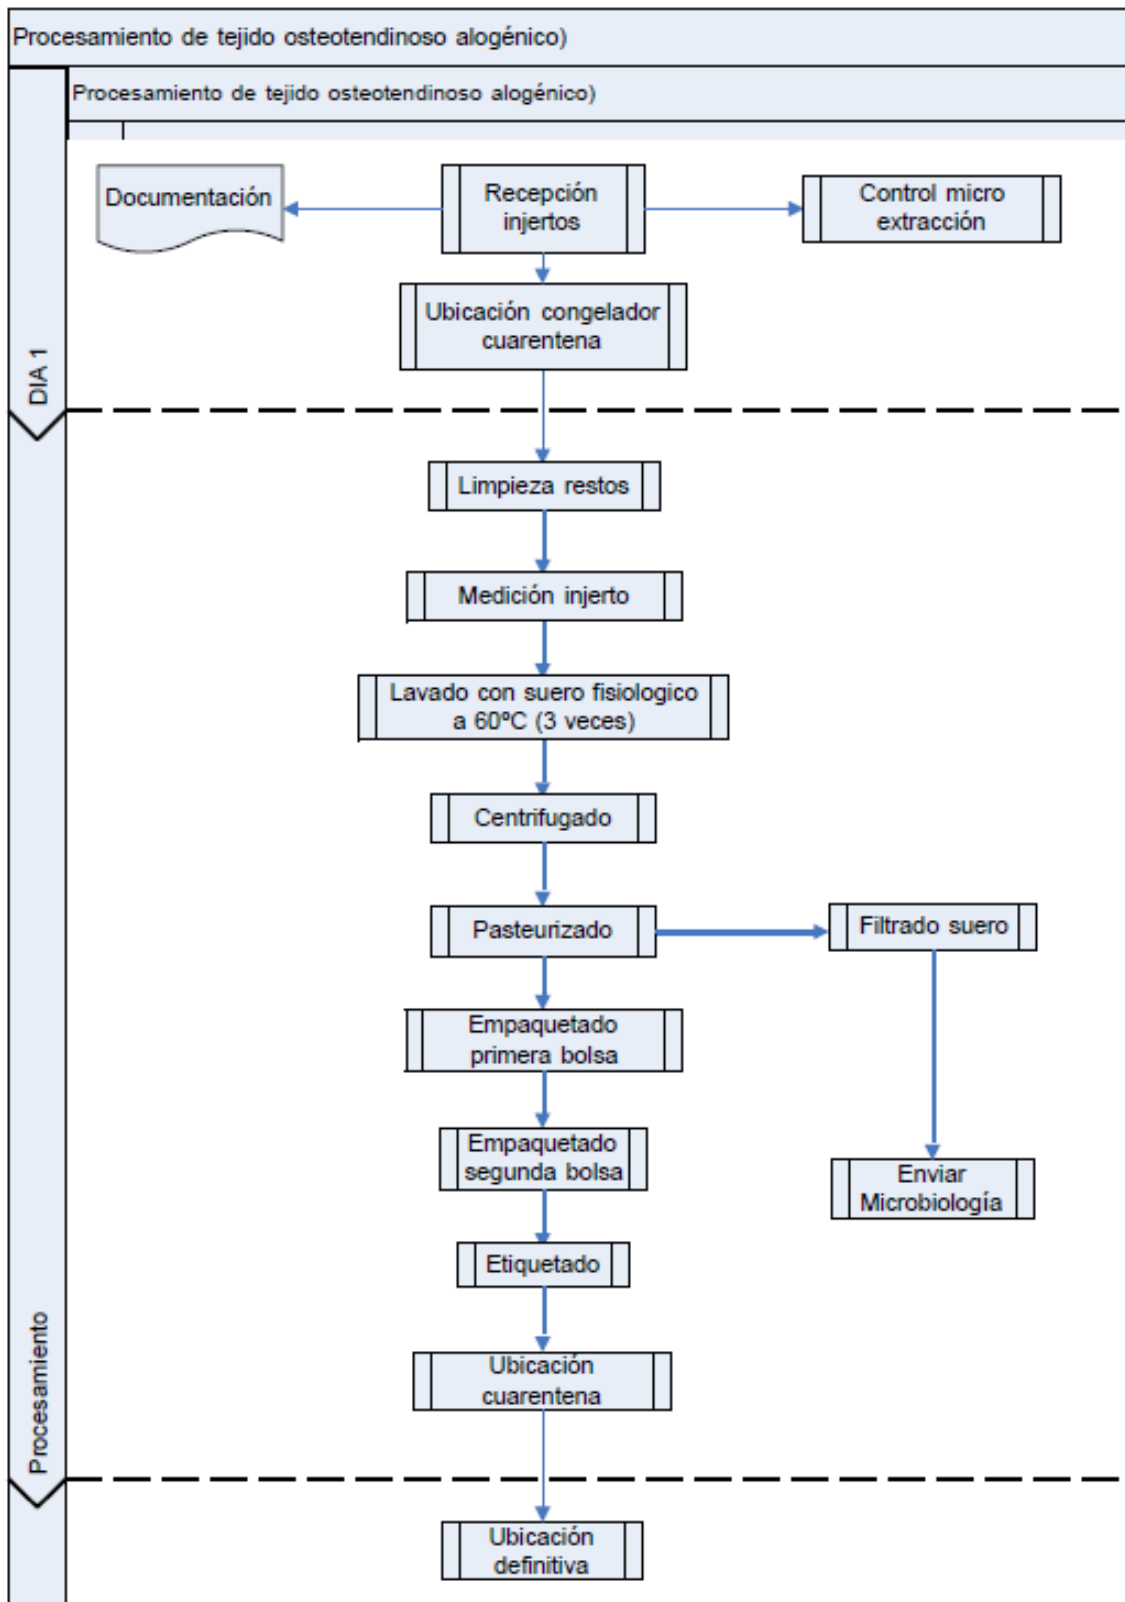 Procesamiento de tejido osteotendinoso alogénico)
Procesamiento de tejido osteotendinoso alogénico)
DIA 1
Documentación
Recepción
injertos
Control micro
extracción
Ubicación congelador
cuarentena
Procesamiento
Limpieza restos
Medición injerto
Lavado con suero fisiologico
a 60ºC (3 veces)
Centrifugado
Pasteurizado
Filtrado suero
Empaquetado
primera bolsa
Empaquetado
segunda bolsa
Enviar
Microbiología
Etiquetado
Ubicación
cuarentena
Ubicación
definitiva